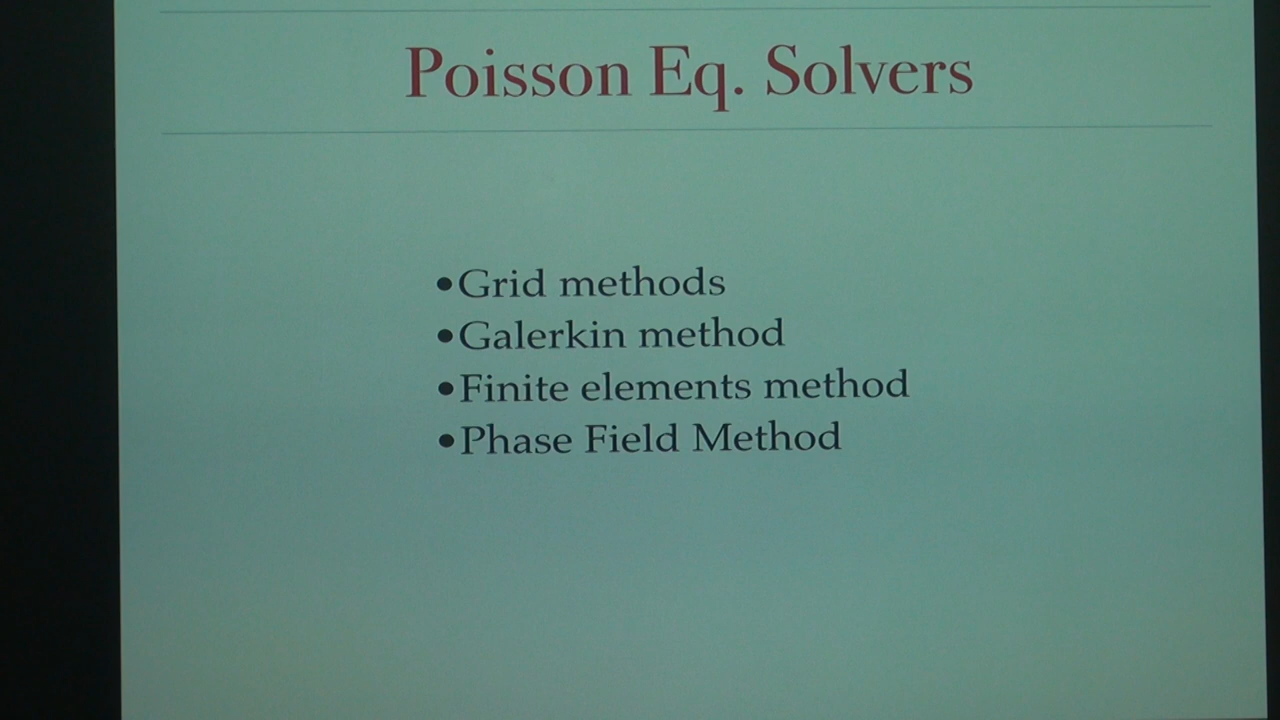 Poisson Eq. Solvers
•Grid methods
•Galerkin method
•Finite elements method
•Phase Field Method